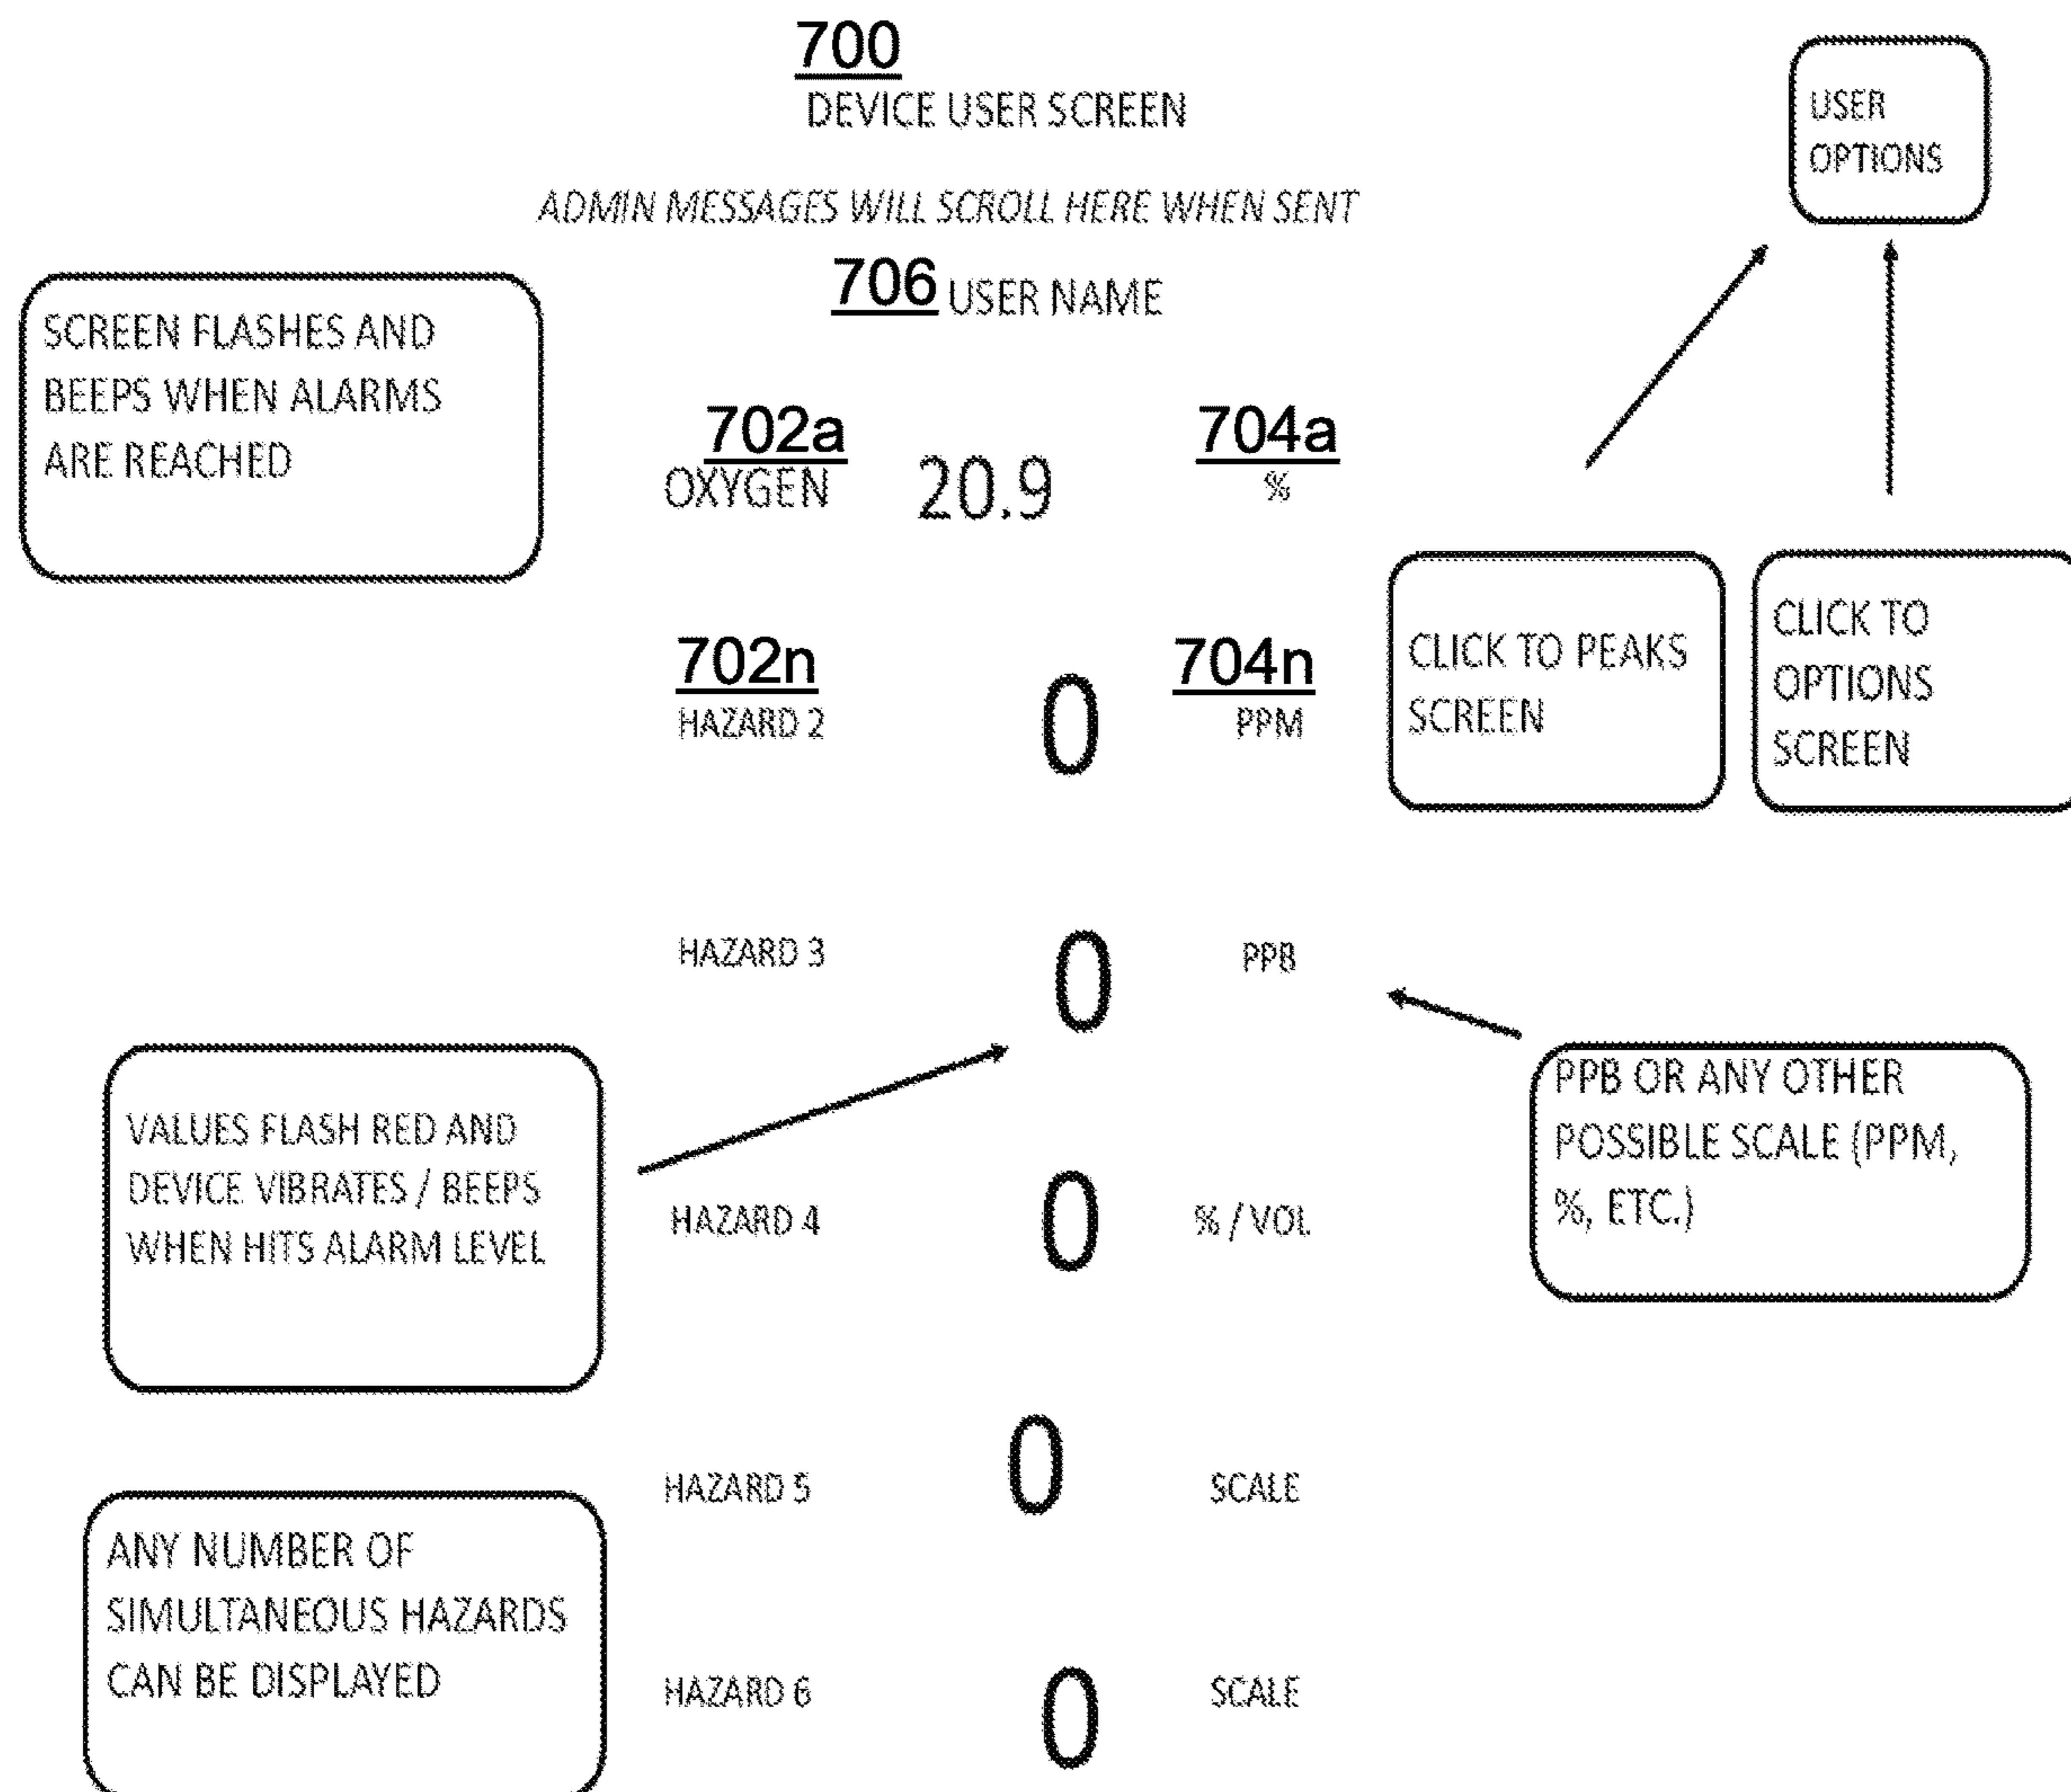 700
DEVICE USER SCREEN
USER
OPTIONS
ADMIN MESSAGES WILL SCROLL HERE WHEN SENT
706 USER NAME
SCREEN FLASHES AND
BEEPS WHEN ALARMS
ARE REACHED
702a
OXYGEN
20.9
704a
%
702n
HAZARD 2
0
704n
PPM
CLICK TO PEAKS
SCREEN
CLICK TO
OPTIONS
SCREEN
HAZARD 3
0
PPB
VALUES FLASH RED AND
DEVICE VIBRATES / BEEPS
WHEN HITS ALARM LEVEL
PPB OR ANY OTHER
POSSIBLE SCALE (PPM,
%, ETC.)
HAZARD 4
0
% / VOL
HAZARD 5
0
SCALE
ANY NUMBER OF
SIMULTANEOUS HAZARDS
CAN BE DISPLAYED
HAZARD 6
0
SCALE